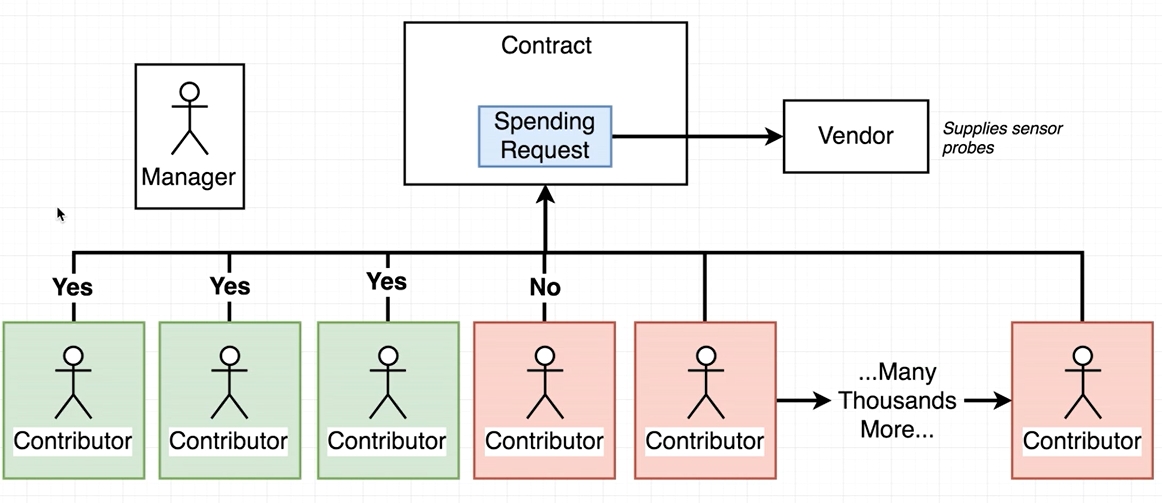 Contract
Spending
Request
Vendor
Supplies sensor
probes
Manager
Yes
Yes
Yes
No
Contributor
Contributor
Contributor
Contributor
Contributor
...Many
Thousands
More...
Contributor